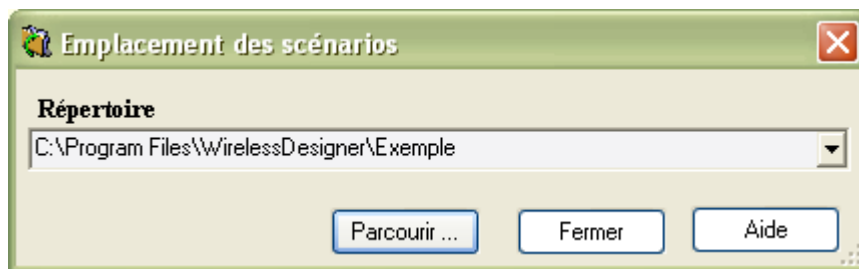 Emplacement des scénarios
Répertoire
C:\Program Files\WirelessDesigner\Exemple
Parcourir ... Fermer Aide